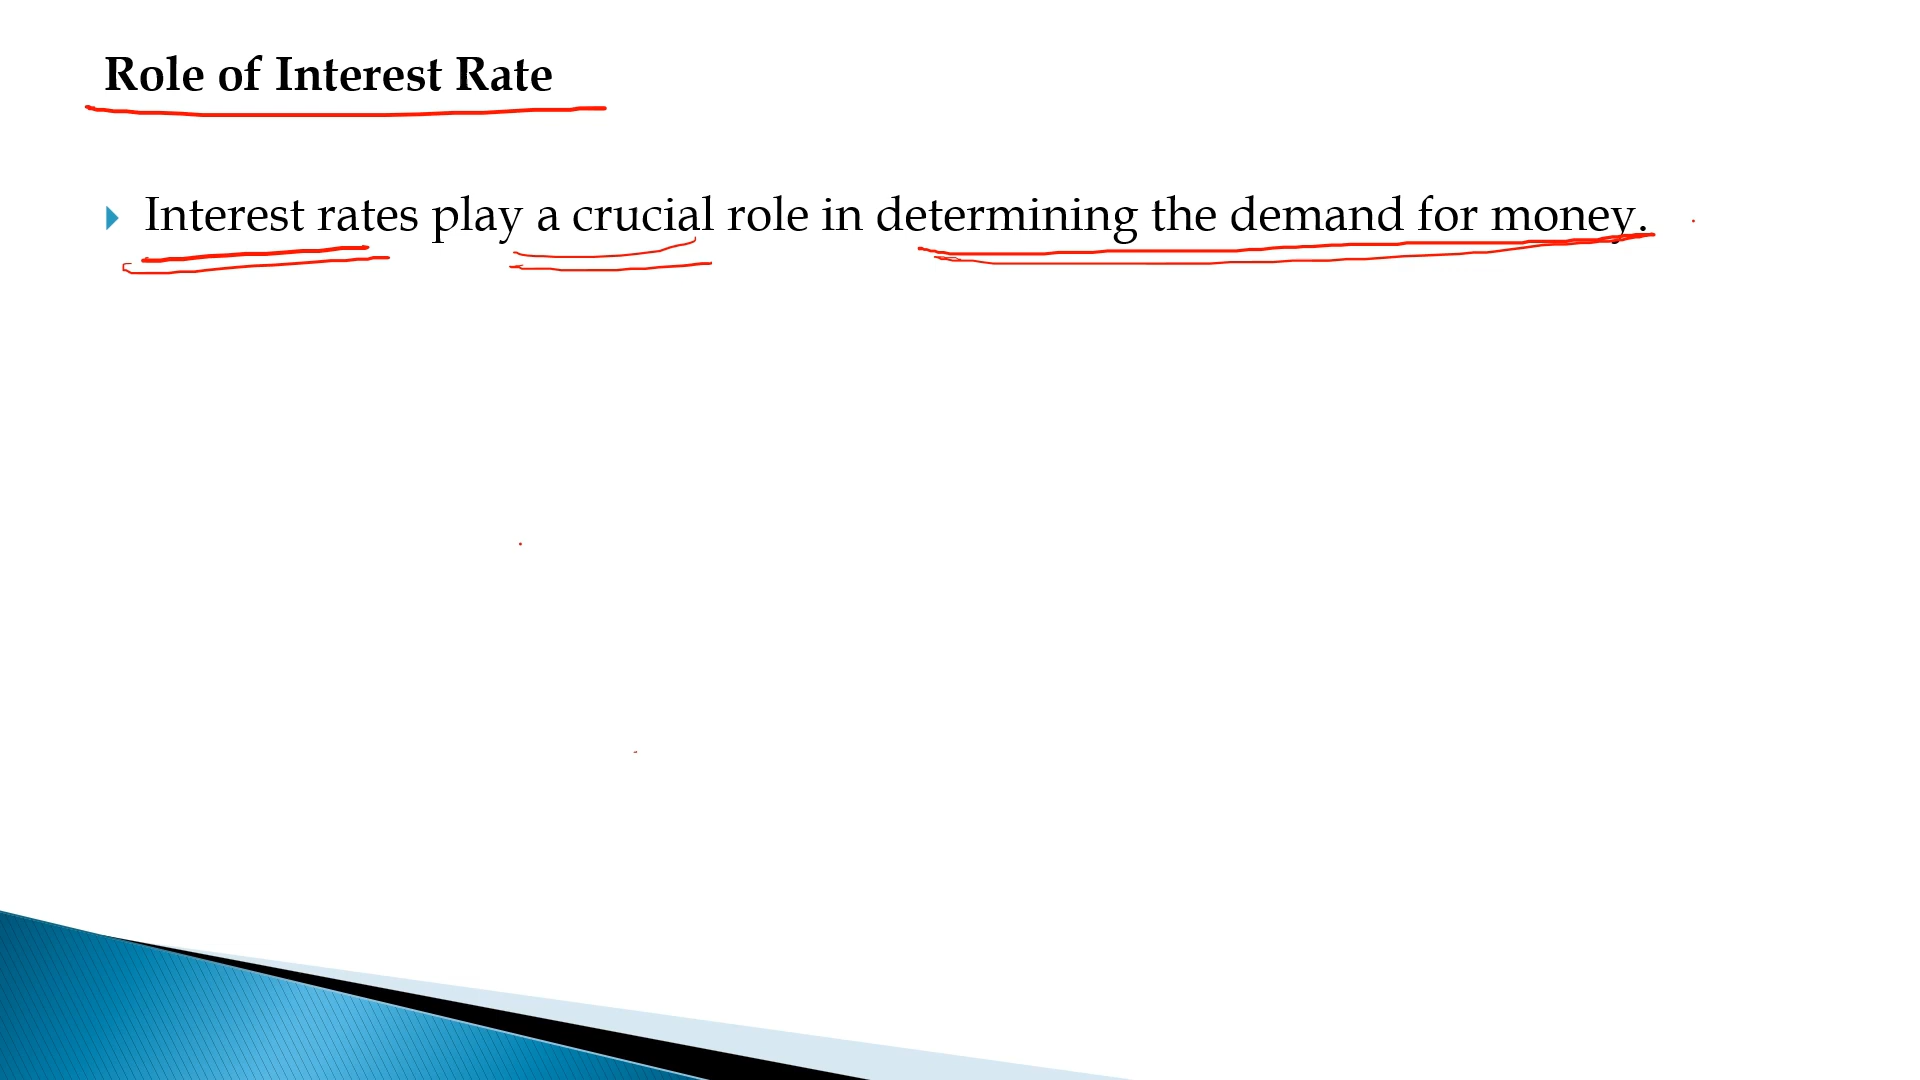 Role of Interest Rate
Interest rates play a crucial role in determining the demand for money.